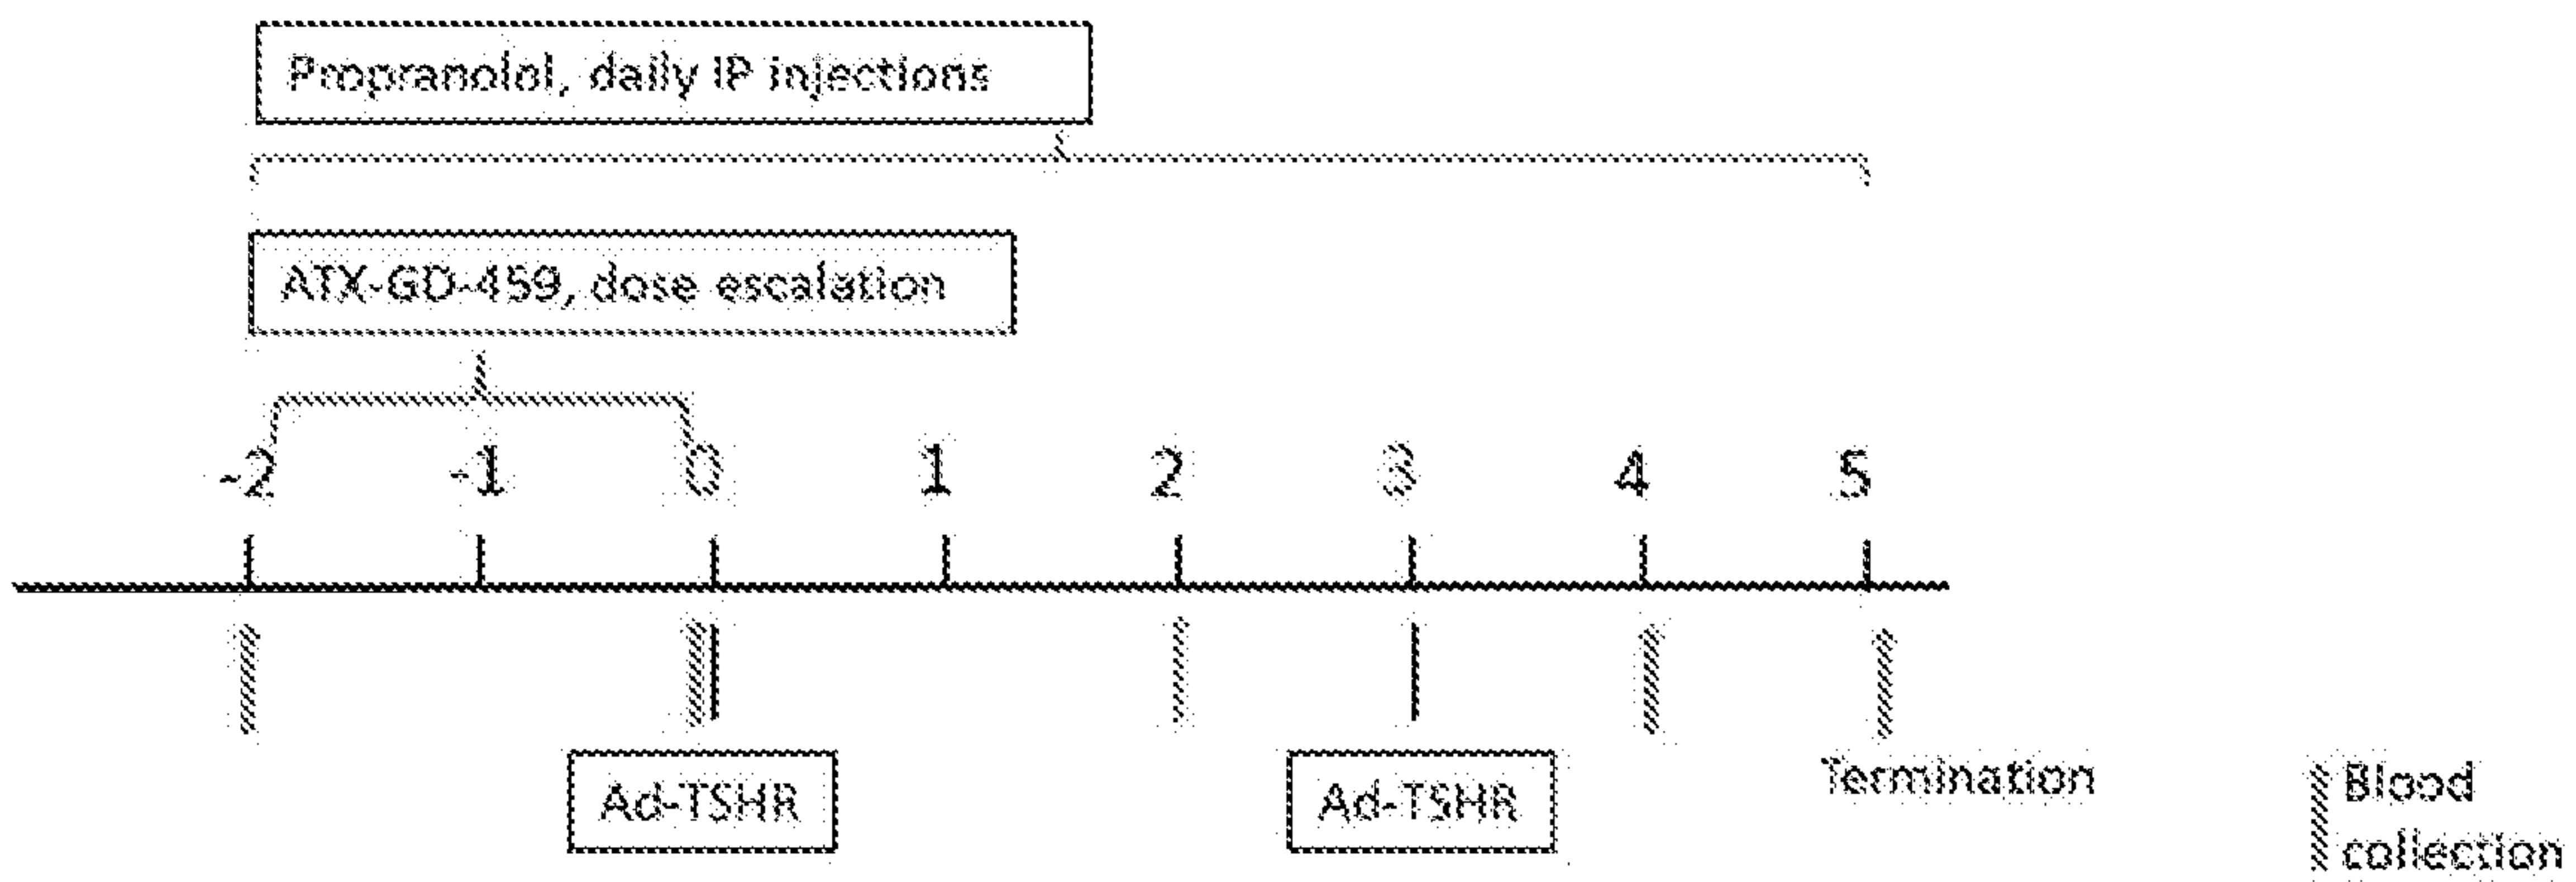 Propranolol, daily IP injections
ATX-GD-459, dose escalation
-2 -1 0 1 2 3 4 5
Ad-TSHR Ad-TSHR Termination
Blood
collection